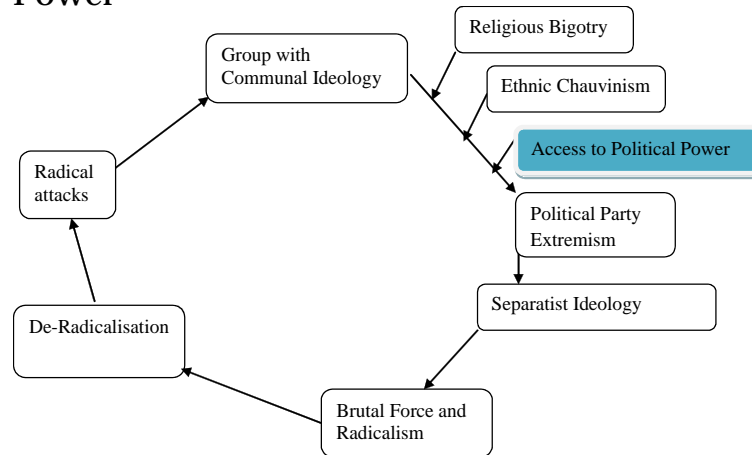 Power
Religious Bigotry
Group with
Communal Ideology
Ethnic Chauvinism
Access to Political Power
Radical
attacks
Political Party
Extremism
Separatist Ideology
De-Radicalisation
Brutal Force and
Radicalism